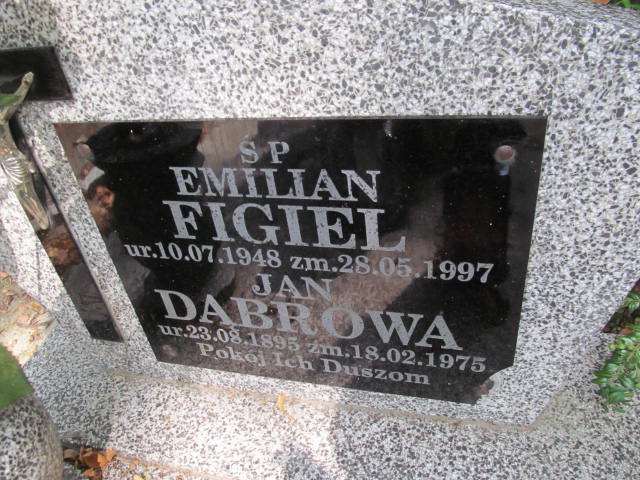 Ś P
EMILIAN
FIGIEL
ur.10.07.1948 zm.28.05.1997
JAN
DĄBROWA
ur.23.08.1895 zm.18.02.1975
Pokój Ich Duszom